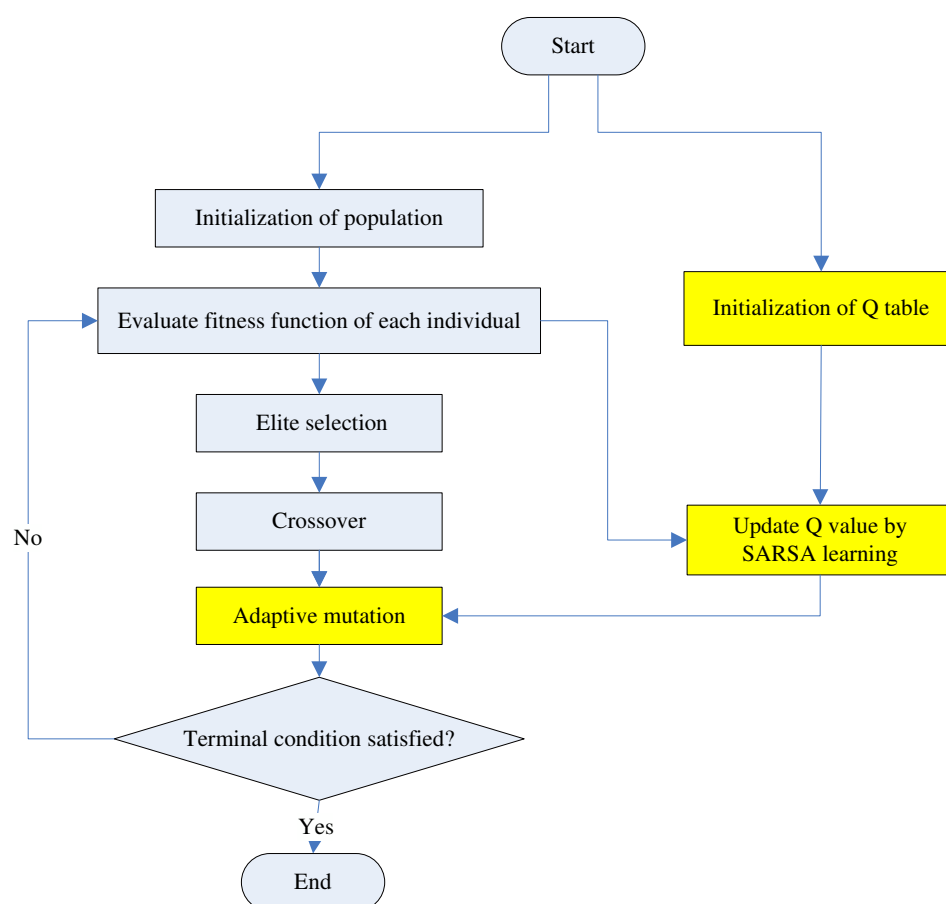 Start
Initialization of population
Initialization of Q table
Evaluate fitness function of each individual
Elite selection
Crossover
No
Update Q value by
SARSA learning
Adaptive mutation
Terminal condition satisfied?
Yes
End